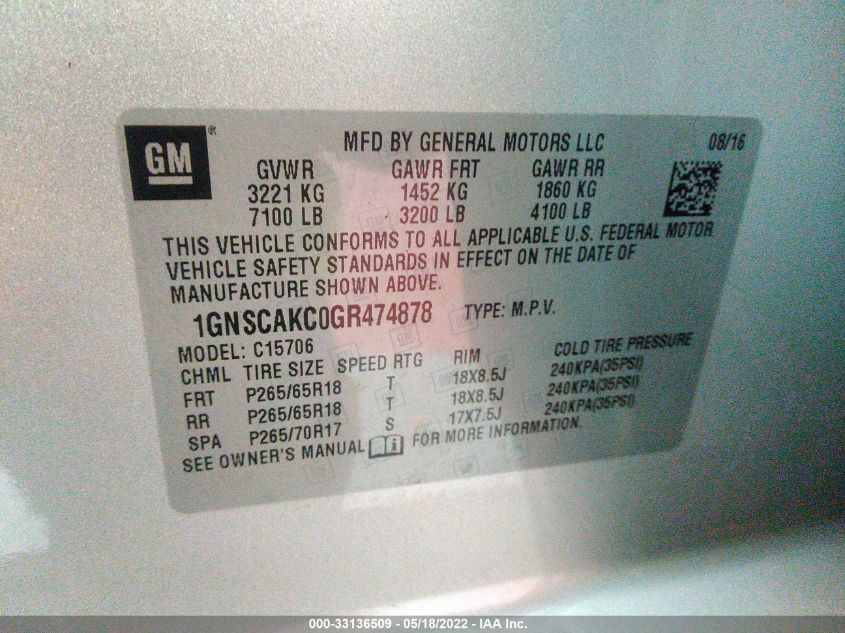 GM® MFD BY GENERAL MOTORS LLC 08/16
GVWR GAWR FRT GAWR RR
3221 KG 1452 KG 1860 KG
7100 LB 3200 LB 4100 LB
THIS VEHICLE CONFORMS TO ALL APPLICABLE U.S. FEDERAL MOTOR
VEHICLE SAFETY STANDARDS IN EFFECT ON THE DATE OF
MANUFACTURE SHOWN ABOVE.
1GNSCAKC0GR474878 TYPE: M.P.V.
MODEL: C15706
CHML TIRE SIZE SPEED RTG RIM COLD TIRE PRESSURE
FRT P265/65R18 T 18X8.5J 240KPA(35PSI)
RR P265/65R18 T 18X8.5J 240KPA(35PSI)
SPA P265/70R17 S 17X7.5J 240KPA(35PSI)
SEE OWNER'S MANUAL FOR MORE INFORMATION.
000-33136509 — 05/18/2022 — IAA Inc.